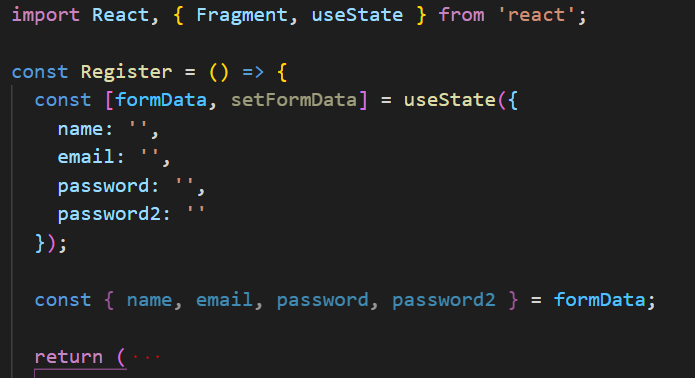 import React, { Fragment, useState } from 'react';
const Register = () => {
const [formData, setFormData] = useState({
name: '',
email: '',
password: '',
password2: ''
});
const { name, email, password, password2 } = formData;
return ( ...